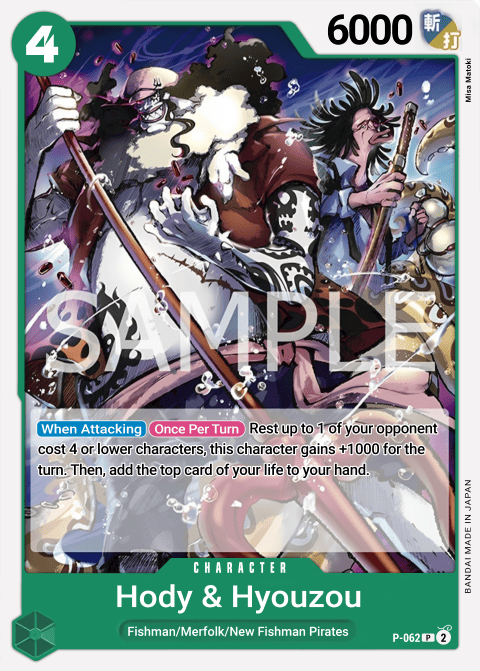 4
6000
斬
打
Misa Matoki
SAMPLE
When Attacking Once Per Turn Rest up to 1 of your opponent
cost 4 or lower characters, this character gains +1000 for the
turn. Then, add the top card of your life to your hand.
BANDAI MADE IN JAPAN
CHARACTER
Hody & Hyouzou
Fishman/Merfolk/New Fishman Pirates
P-062 P 2